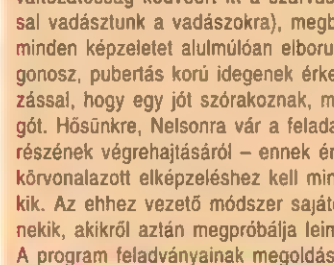 sal vadásztunk a vadászokra), megö
minden képzeletet alulmúlóan elboru
gonosz, pubertás korú idegenek érke
zással, hogy egy jót szórakoznak, m
gót. Hősünkre, Nelsonra vár a felada
részének végrehajtásáról – ennek ér
körvonalazott elképzeléshez kell min
kik. Az ehhez vezető módszer sajáto
nekik, akikről aztán megpróbálja lein
A program feladványainak megoldás